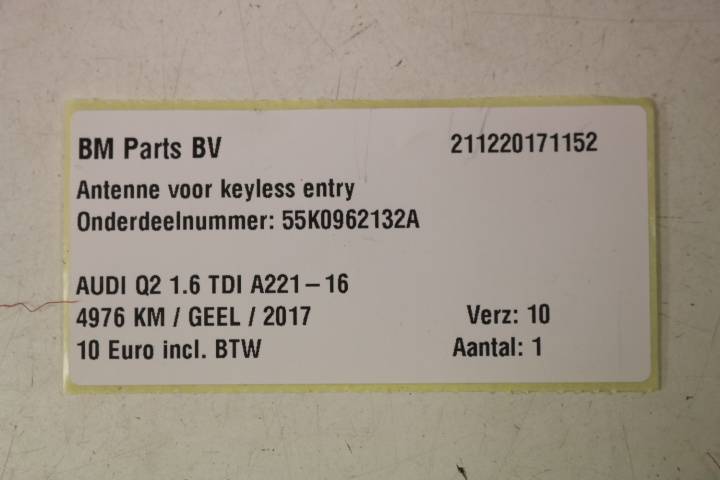 BM Parts BV 211220171152
Antenne voor keyless entry
Onderdeelnummer: 55K0962132A
AUDI Q2 1.6 TDI A221-16
4976 KM / GEEL / 2017 Verz: 10
10 Euro incl. BTW Aantal: 1